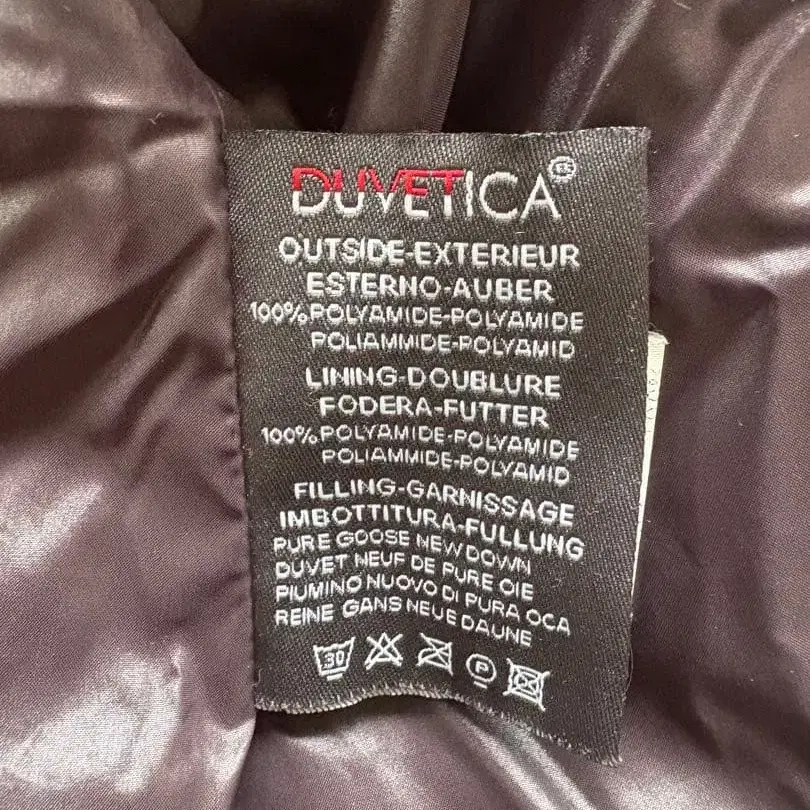 DUVETICA
OUTSIDE-EXTERIEUR
ESTERNO-AUBER
100%POLYAMIDE-POLYAMIDE
POLIAMMIDE-POLYAMID
LINING-DOUBLURE
FODERA-FUTTER
100%POLYAMIDE-POLYAMIDE
POLIAMMIDE-POLYAMID
FILLING-GARNISSAGE
IMBOTTITURA-FULLUNG
PURE GOOSE NEW DOWN
DUVET NEUF DE PURE OIE
PIUMINO NUOVO DI PURA OCA
REINE GANS NEUE DAUNE
30 P